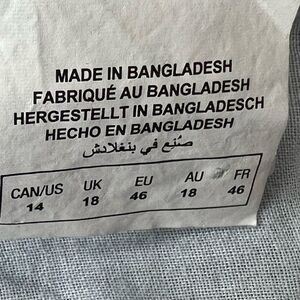 MADE IN BANGLADESH
FABRIQUÉ AU BANGLADESH
HERGESTELLT IN BANGLADESCH
HECHO EN BANGLADESH
صُنِع في بنغلادش
CAN/US UK EU AU FR
14 18 46 18 46